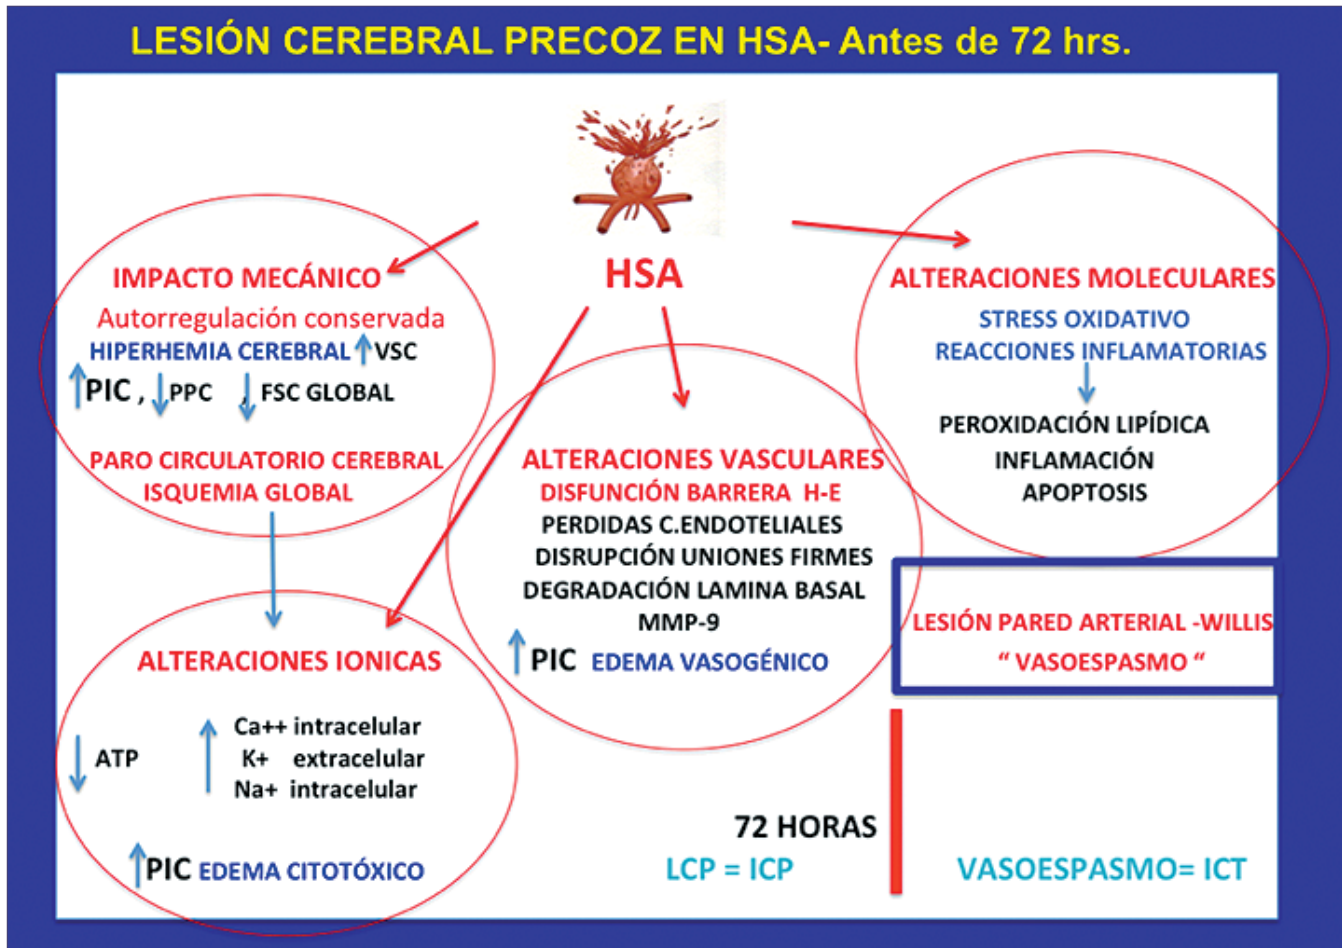 LESIÓN CEREBRAL PRECOZ EN HSA- Antes de 72 hrs.
HSA
IMPACTO MECÁNICO
Autorregulación conservada
HIPERHEMIA CEREBRAL ↑ VSC
↑ PIC , ↓ PPC , ↓ FSC GLOBAL
PARO CIRCULATORIO CEREBRAL
ISQUEMIA GLOBAL
ALTERACIONES IONICAS
↓ ATP
↑ Ca++ intracelular
K+ extracelular
Na+ intracelular
↑ PIC EDEMA CITOTÓXICO
ALTERACIONES VASCULARES
DISFUNCIÓN BARRERA H-E
PERDIDAS C.ENDOTELIALES
DISRUPCIÓN UNIONES FIRMES
DEGRADACIÓN LAMINA BASAL
MMP-9
↑ PIC EDEMA VASOGÉNICO
ALTERACIONES MOLECULARES
STRESS OXIDATIVO
REACCIONES INFLAMATORIAS
PEROXIDACIÓN LIPÍDICA
INFLAMACIÓN
APOPTOSIS
LESIÓN PARED ARTERIAL -WILLIS
“ VASOESPASMO “
72 HORAS
LCP = ICP
VASOESPASMO= ICT